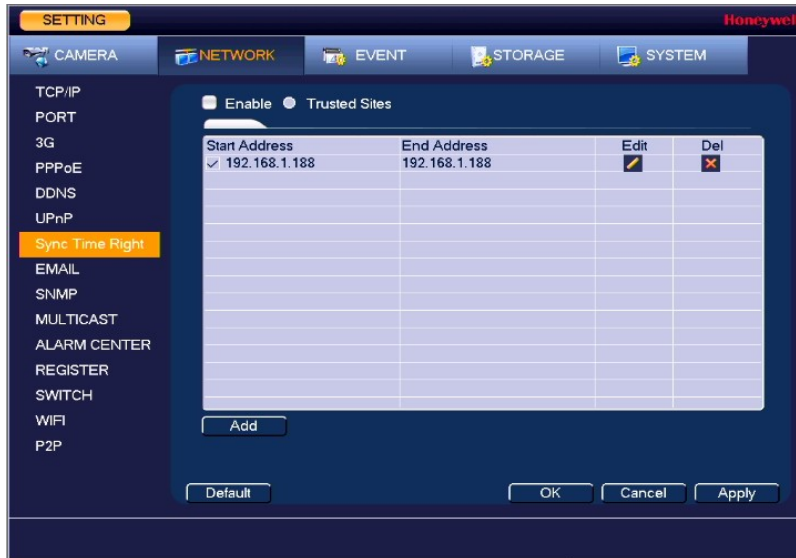 SETTING
Honeywell
CAMERA NETWORK EVENT STORAGE SYSTEM
TCP/IP
PORT
3G
PPPoE
DDNS
UPnP
Sync Time Right
EMAIL
SNMP
MULTICAST
ALARM CENTER
REGISTER
SWITCH
WIFI
P2P
Enable Trusted Sites
Start Address End Address Edit Del
192.168.1.188 192.168.1.188
Add
Default OK Cancel Apply